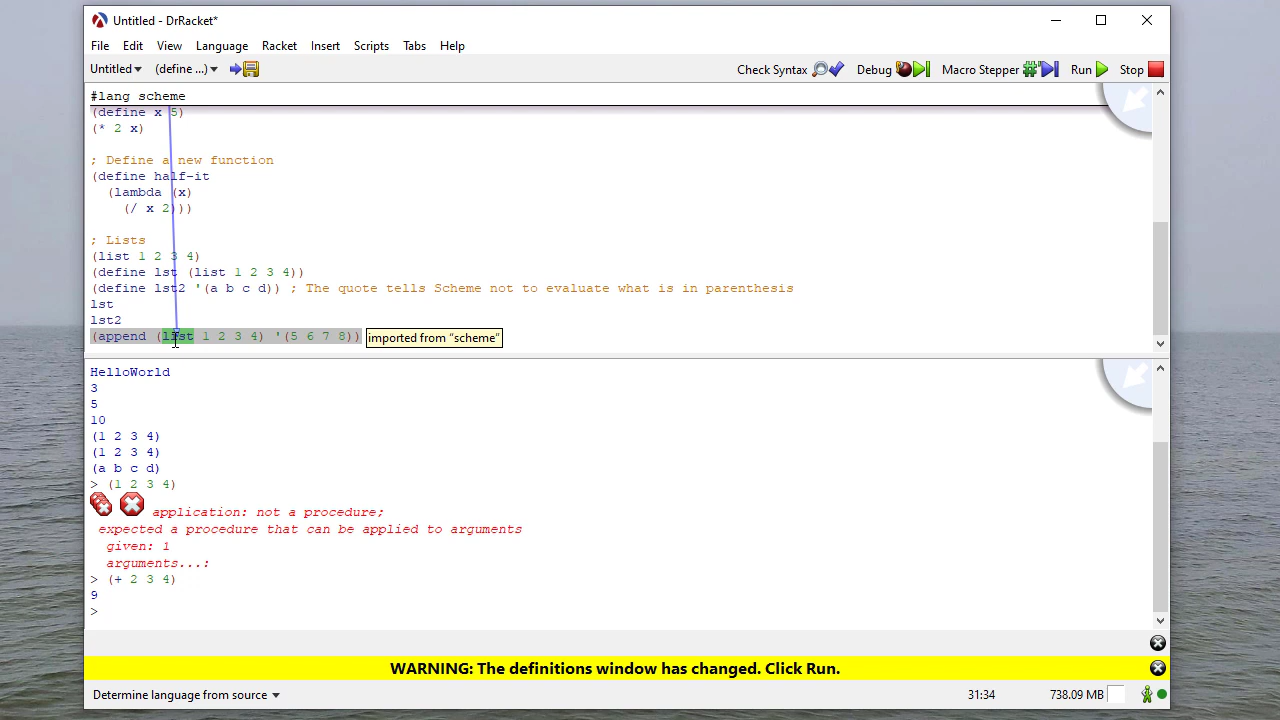 Untitled - DrRacket*
File Edit View Language Racket Insert Scripts Tabs Help
Untitled (define ...) Check Syntax Debug Macro Stepper Run Stop
#lang scheme
(define x 5)
(* 2 x)
; Define a new function
(define half-it
(lambda (x)
(/ x 2)))
; Lists
(list 1 2 3 4)
(define lst (list 1 2 3 4))
(define lst2 '(a b c d)) ; The quote tells Scheme not to evaluate what is in parenthesis
lst
lst2
(append (list 1 2 3 4) '(5 6 7 8)) imported from “scheme”
HelloWorld
3
5
10
(1 2 3 4)
(1 2 3 4)
(a b c d)
> (1 2 3 4)
application: not a procedure;
expected a procedure that can be applied to arguments
given: 1
arguments...:
> (+ 2 3 4)
9
>
WARNING: The definitions window has changed. Click Run.
Determine language from source 31:34 738.09 MB